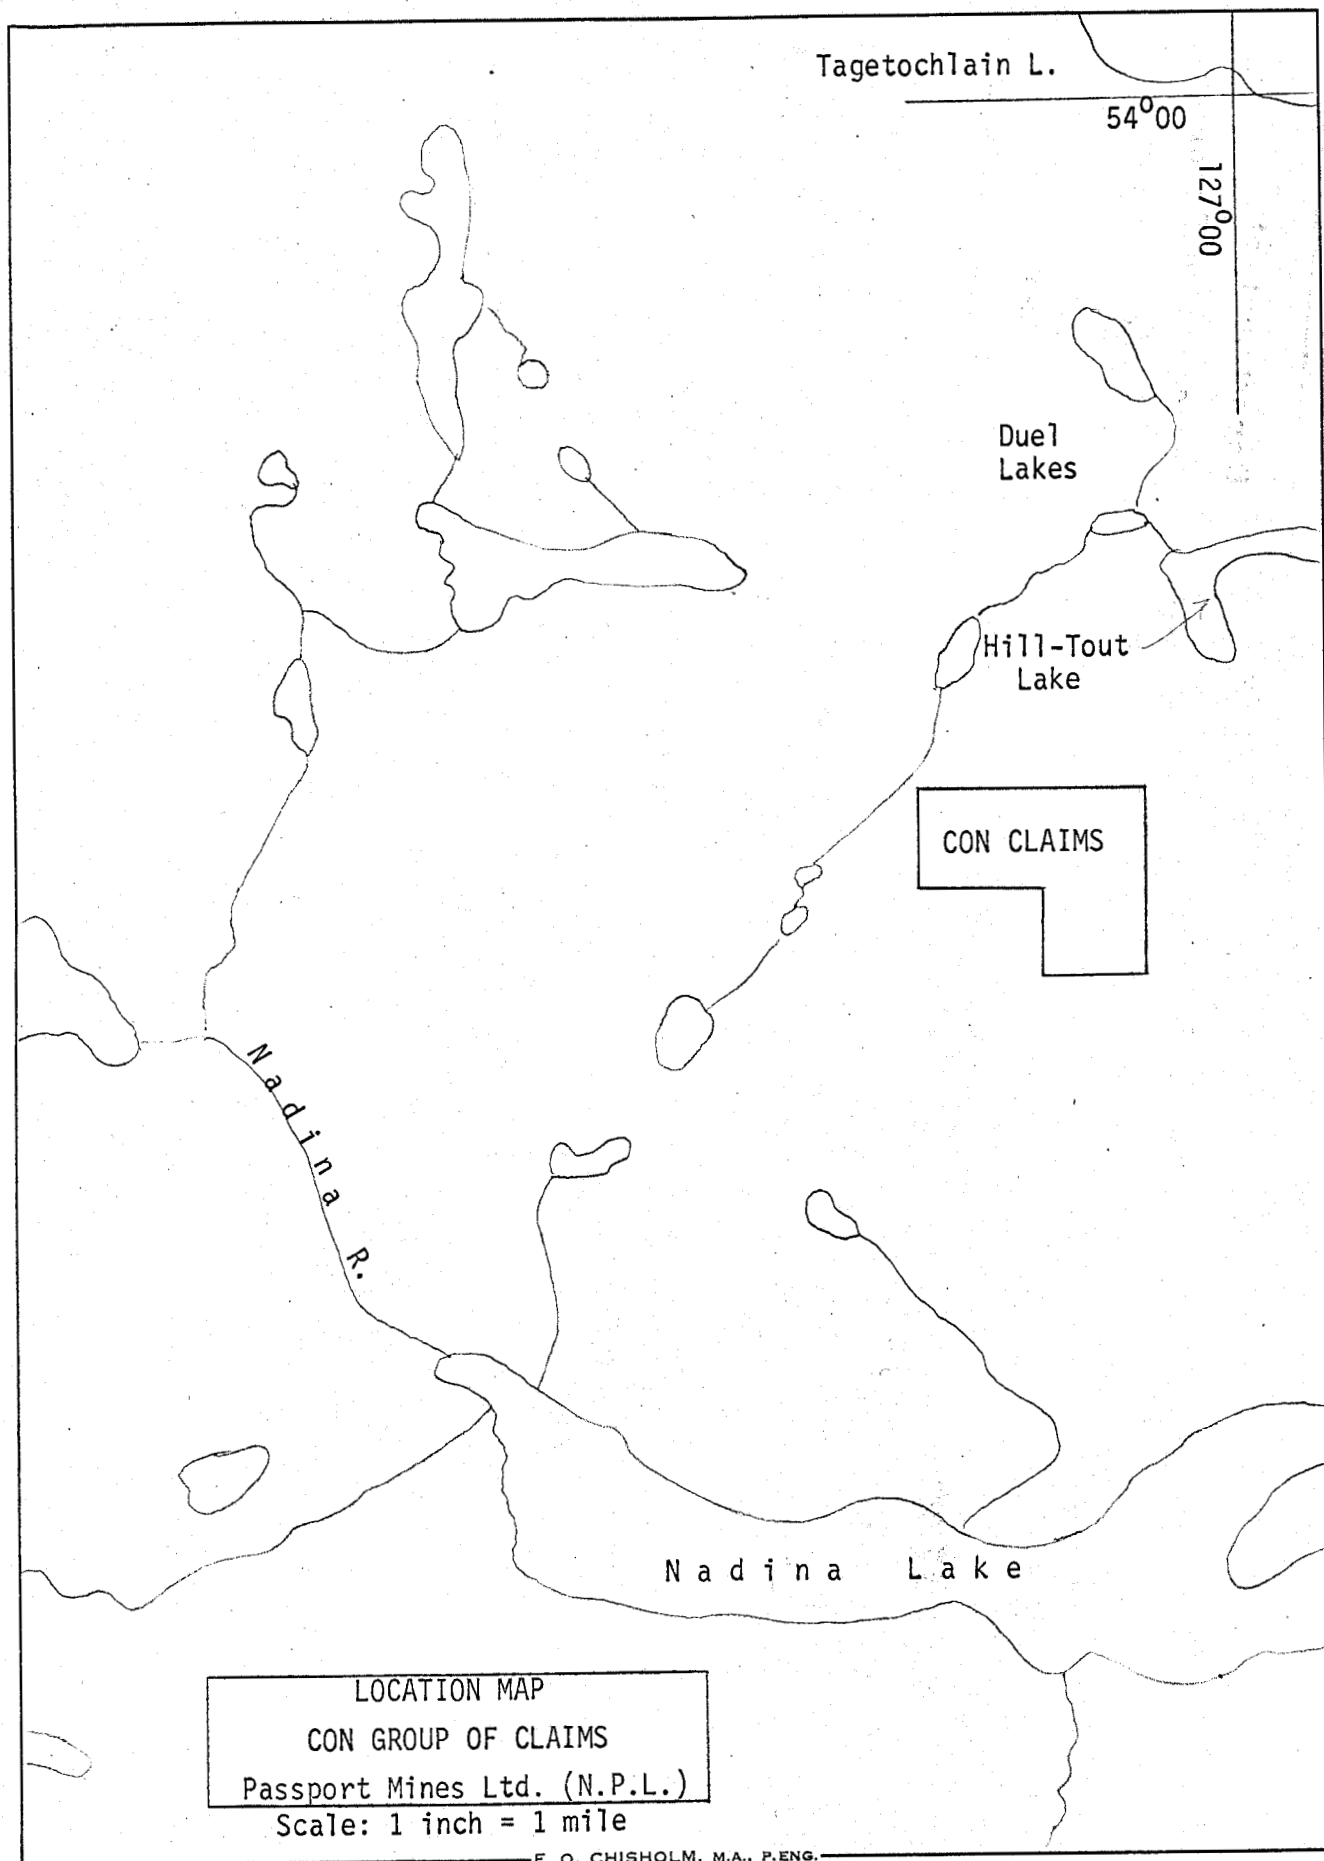 Tagetochlain L.
54°00
127°00
Duel
Lakes
Hill-Tout
Lake
CON CLAIMS
Nadina R.
Nadina Lake
LOCATION MAP
CON GROUP OF CLAIMS
Passport Mines Ltd. (N.P.L.)
Scale: 1 inch = 1 mile
E. O. CHISHOLM, M.A., P.ENG.